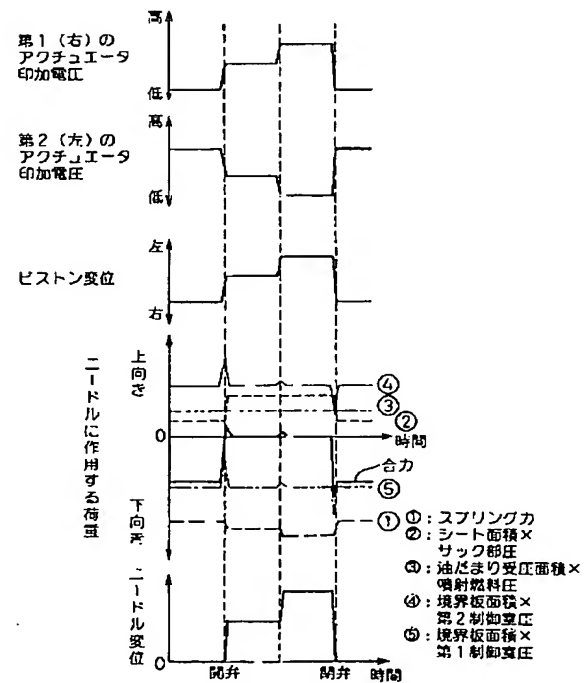 第1（右）の
アクチュエータ
印加電圧
高
低
第2（左）の
アクチュエータ
印加電圧
高
低
ピストン変位
左
右
ニードルに作用する荷重
上向き
0
下向き
④
③
②
時間
合力
⑤
①
①：スプリング力
②：シート面積×
サック部圧
③：油だまり受圧面積×
噴射燃料圧
④：境界板面積×
第2制御室圧
⑤：境界板面積×
第1制御室圧
ニードル変位
0
開弁
閉弁
時間